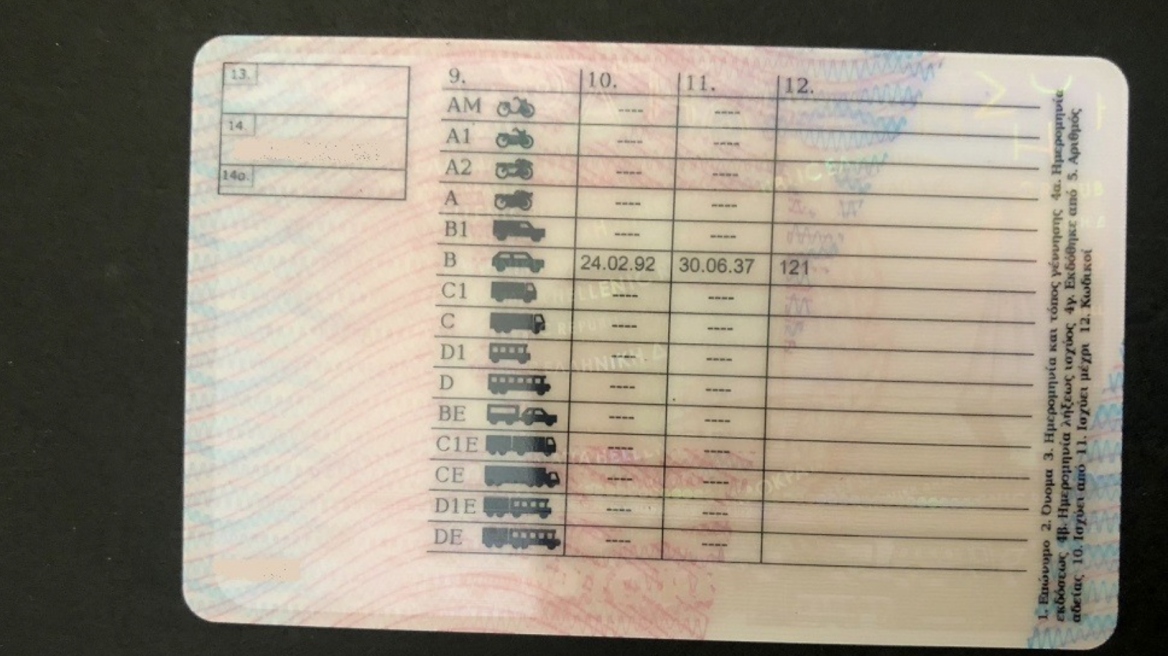 13.
14.
14α.
9. 10. 11. 12.
AM ---- ----
A1 ---- ----
A2 ---- ----
A ---- ----
B1 ---- ----
B 24.02.92 30.06.37 121
C1 ---- ----
C ---- ----
D1 ---- ----
D ---- ----
BE ---- ----
C1E ---- ----
CE ---- ----
D1E ---- ----
DE ---- ----
1. Επώνυμο 2. Όνομα 3. Ημερομηνία και τόπος γέννησης 4α. Ημερομηνία
εκδόσεως 4β. Ημερομηνία λήξεως ισχύος 4γ. Εκδόθηκε από 5. Αριθμός
αδείας 10. Ισχύει από 11. Ισχύει μέχρι 12. Κωδικοί